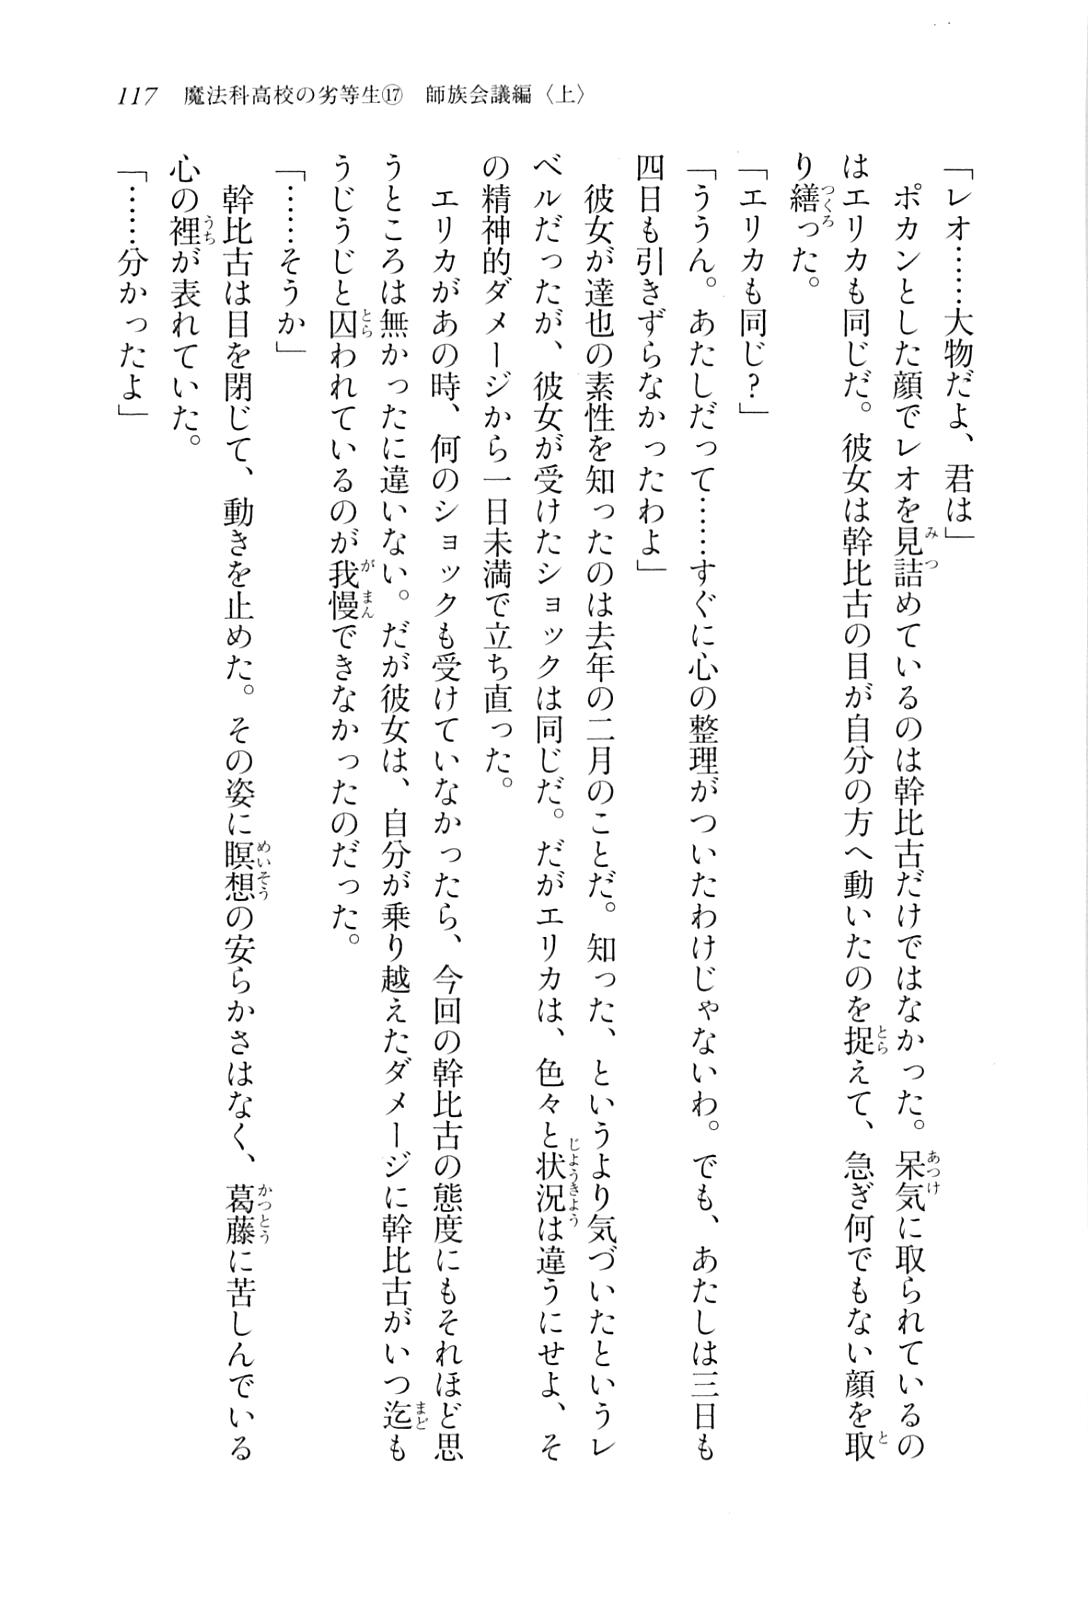 117 魔法科高校の劣等生⑰ 師族会議編〈上〉
「レオ……大物だよ、君は」
ポカンとした顔でレオを見詰めているのは幹比古だけではなかった。呆気に取られているの
はエリカも同じだ。彼女は幹比古の目が自分の方へ動いたのを捉えて、急ぎ何でもない顔を取
り繕った。
「エリカも同じ？」
「ううん。あたしだって……すぐに心の整理がついたわけじゃないわ。でも、あたしは三日も
四日も引きずらなかったわよ」
彼女が達也の素性を知ったのは去年の二月のことだ。知った、というより気づいたというレ
ベルだったが、彼女が受けたショックは同じだ。だがエリカは、色々と状況は違うにせよ、そ
の精神的ダメージから一日未満で立ち直った。
エリカがあの時、何のショックも受けていなかったら、今回の幹比古の態度にもそれほど思
うところは無かったに違いない。だが彼女は、自分が乗り越えたダメージに幹比古がいつ迄も
うじうじと囚われているのが我慢できなかったのだった。
「……そうか」
幹比古は目を閉じて、動きを止めた。その姿に瞑想の安らかさはなく、葛藤に苦しんでいる
心の裡が表れていた。
「……分かったよ」